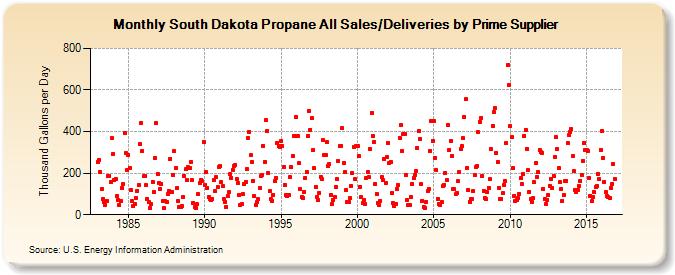 Monthly South Dakota Propane All Sales/Deliveries by Prime Supplier
Thousand Gallons per Day
800
600
400
200
0
1985 1990 1995 2000 2005 2010 2015
Source: U.S. Energy Information Administration